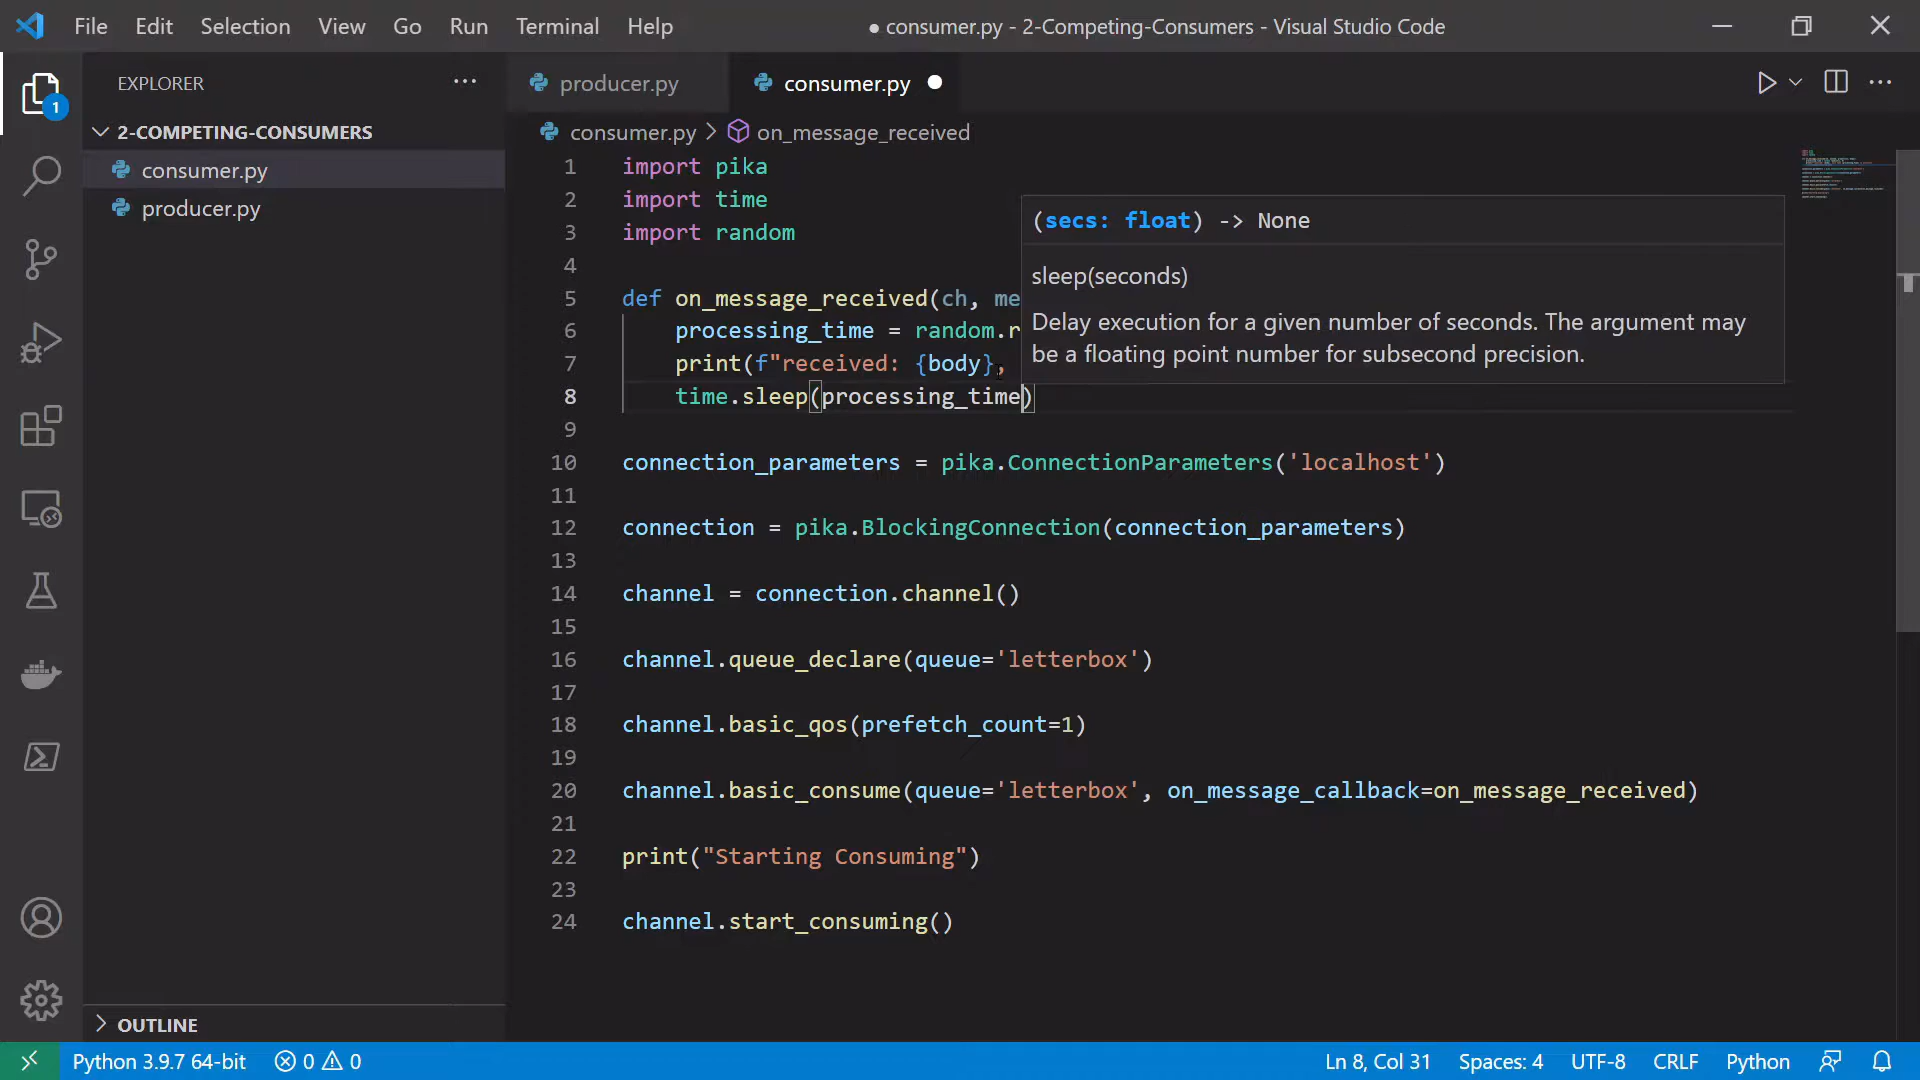 File Edit Selection View Go Run Terminal Help
● consumer.py - 2-Competing-Consumers - Visual Studio Code
EXPLORER
producer.py
consumer.py
1
2-COMPETING-CONSUMERS
consumer.py
producer.py
consumer.py > on_message_received
1 import pika
2 import time
3 import random
4
5 def on_message_received(ch, me
6 processing_time = random.r
7 print(f"received: {body},
8 time.sleep(processing_time)
9
10 connection_parameters = pika.ConnectionParameters('localhost')
11
12 connection = pika.BlockingConnection(connection_parameters)
13
14 channel = connection.channel()
15
16 channel.queue_declare(queue='letterbox')
17
18 channel.basic_qos(prefetch_count=1)
19
20 channel.basic_consume(queue='letterbox', on_message_callback=on_message_received)
21
22 print("Starting Consuming")
23
24 channel.start_consuming()
(secs: float) -> None
sleep(seconds)
Delay execution for a given number of seconds. The argument may
be a floating point number for subsecond precision.
OUTLINE
Python 3.9.7 64-bit 0 0
Ln 8, Col 31 Spaces: 4 UTF-8 CRLF Python